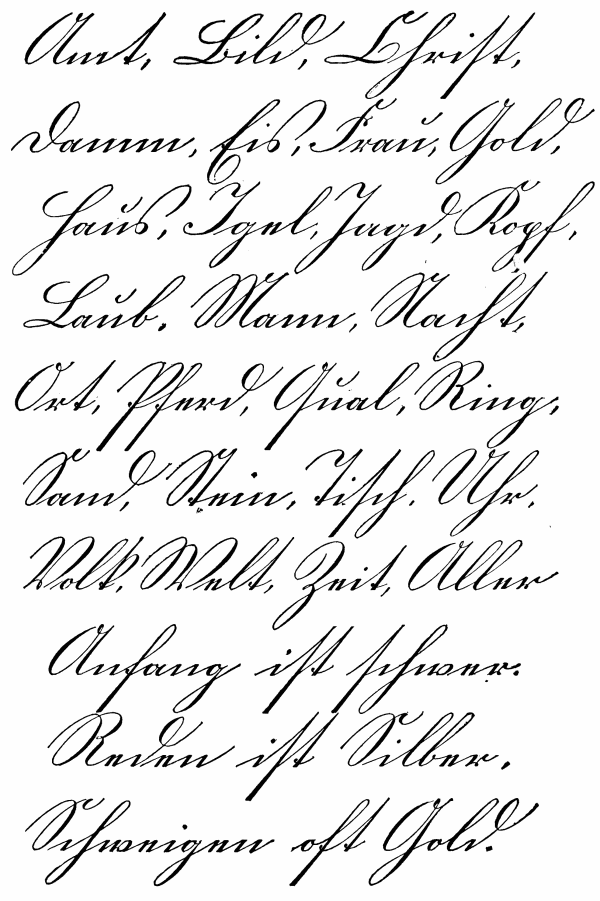 Amt, Bild, Christ,
Damm, Eis, Frau, Gold,
Haus, Igel, Jagd, Kopf,
Laub, Mann, Nacht,
Ort, Pferd, Qual, Ring,
Sand, Stein, Tisch, Uhr,
Volk, Welt, Zeit, Aller
Anfang ist schwer.
Reden ist Silber,
Schweigen oft Gold.